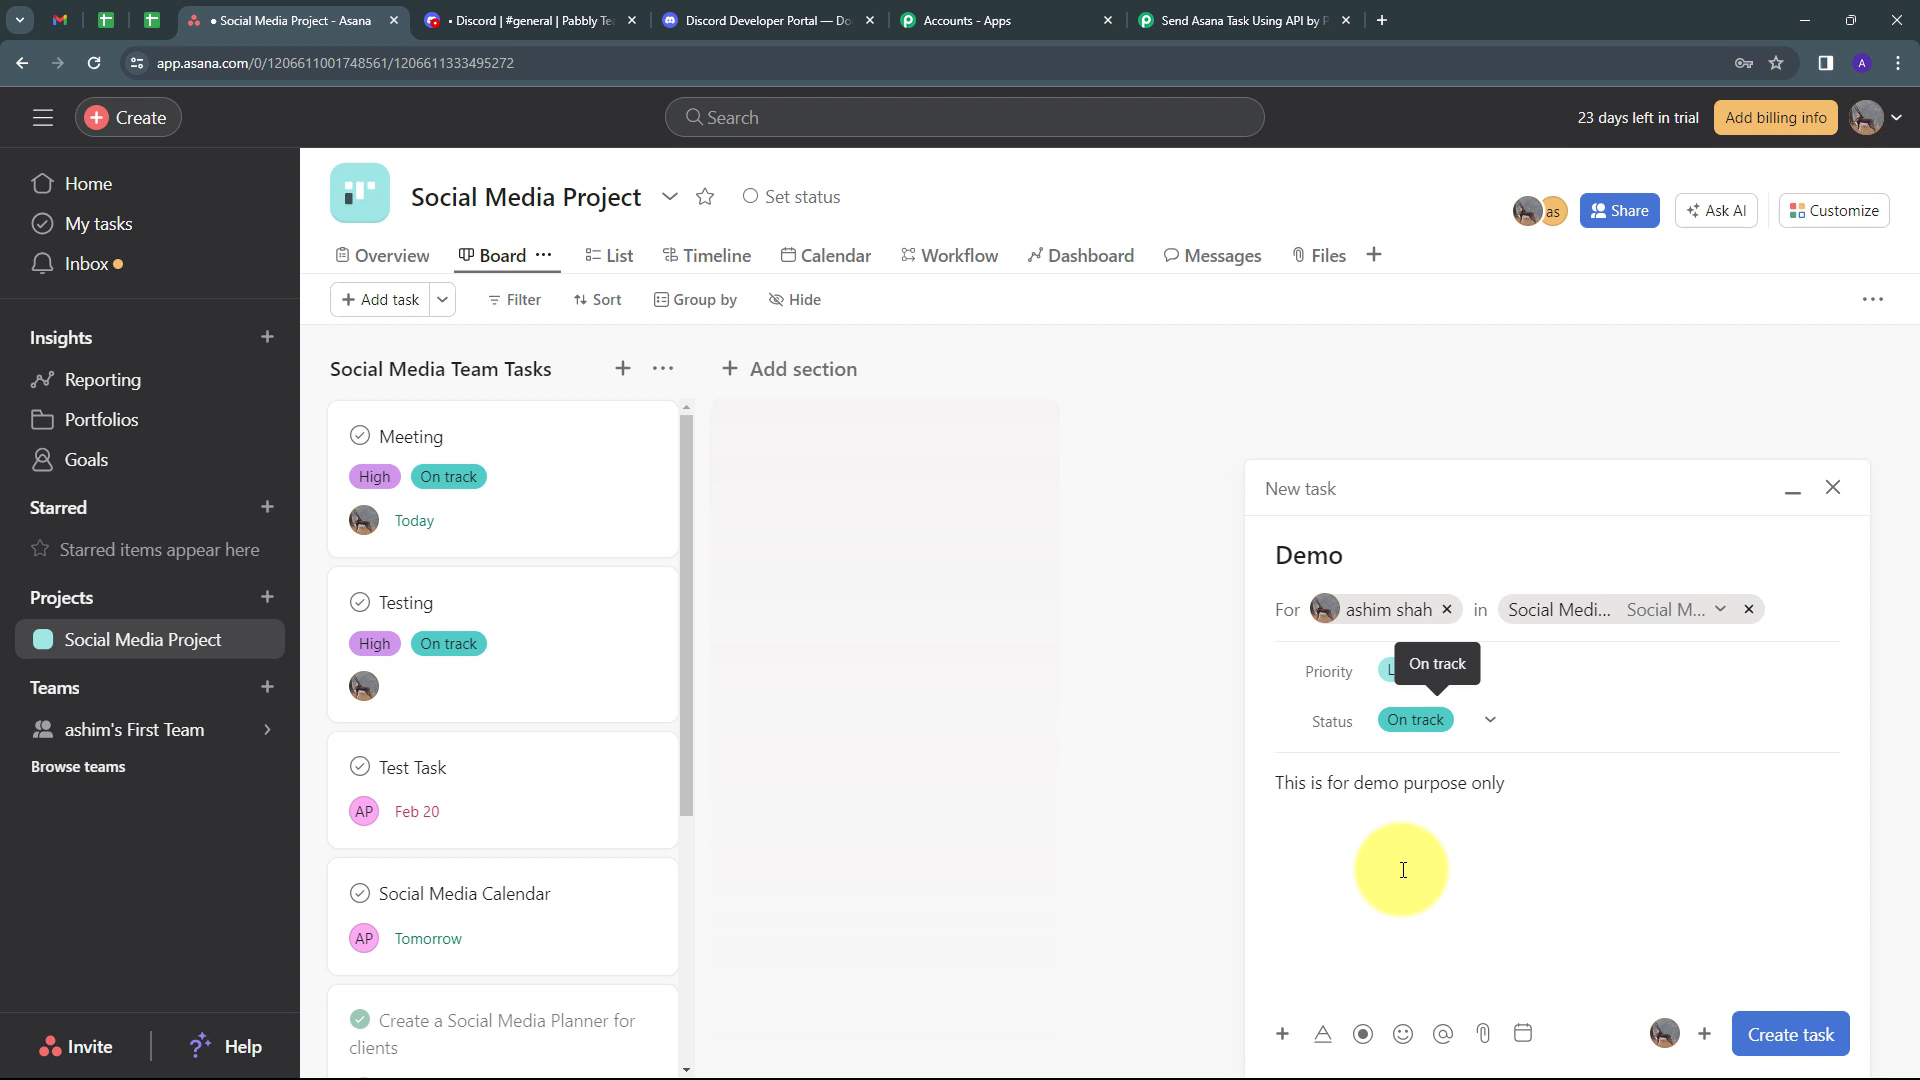 • Social Media Project - Asana
• Discord | #general | Pabbly Te
Discord Developer Portal — Do
Accounts - Apps
Send Asana Task Using API by P
app.asana.com/0/1206611001748561/1206611333495272
A
Create
Search
23 days left in trial
Add billing info
Home
My tasks
Inbox
Insights
Reporting
Portfolios
Goals
Starred
Starred items appear here
Projects
Social Media Project
Teams
ashim's First Team
Browse teams
Invite
Help
Social Media Project
Set status
as
Share
Ask AI
Customize
Overview
Board
List
Timeline
Calendar
Workflow
Dashboard
Messages
Files
Add task
Filter
Sort
Group by
Hide
Social Media Team Tasks
Add section
Meeting
High
On track
Today
Testing
High
On track
Test Task
AP
Feb 20
Social Media Calendar
AP
Tomorrow
Create a Social Media Planner for
clients
New task
Demo
For ashim shah in Social Medi... Social M...
On track
Priority
Status
On track
This is for demo purpose only
Create task